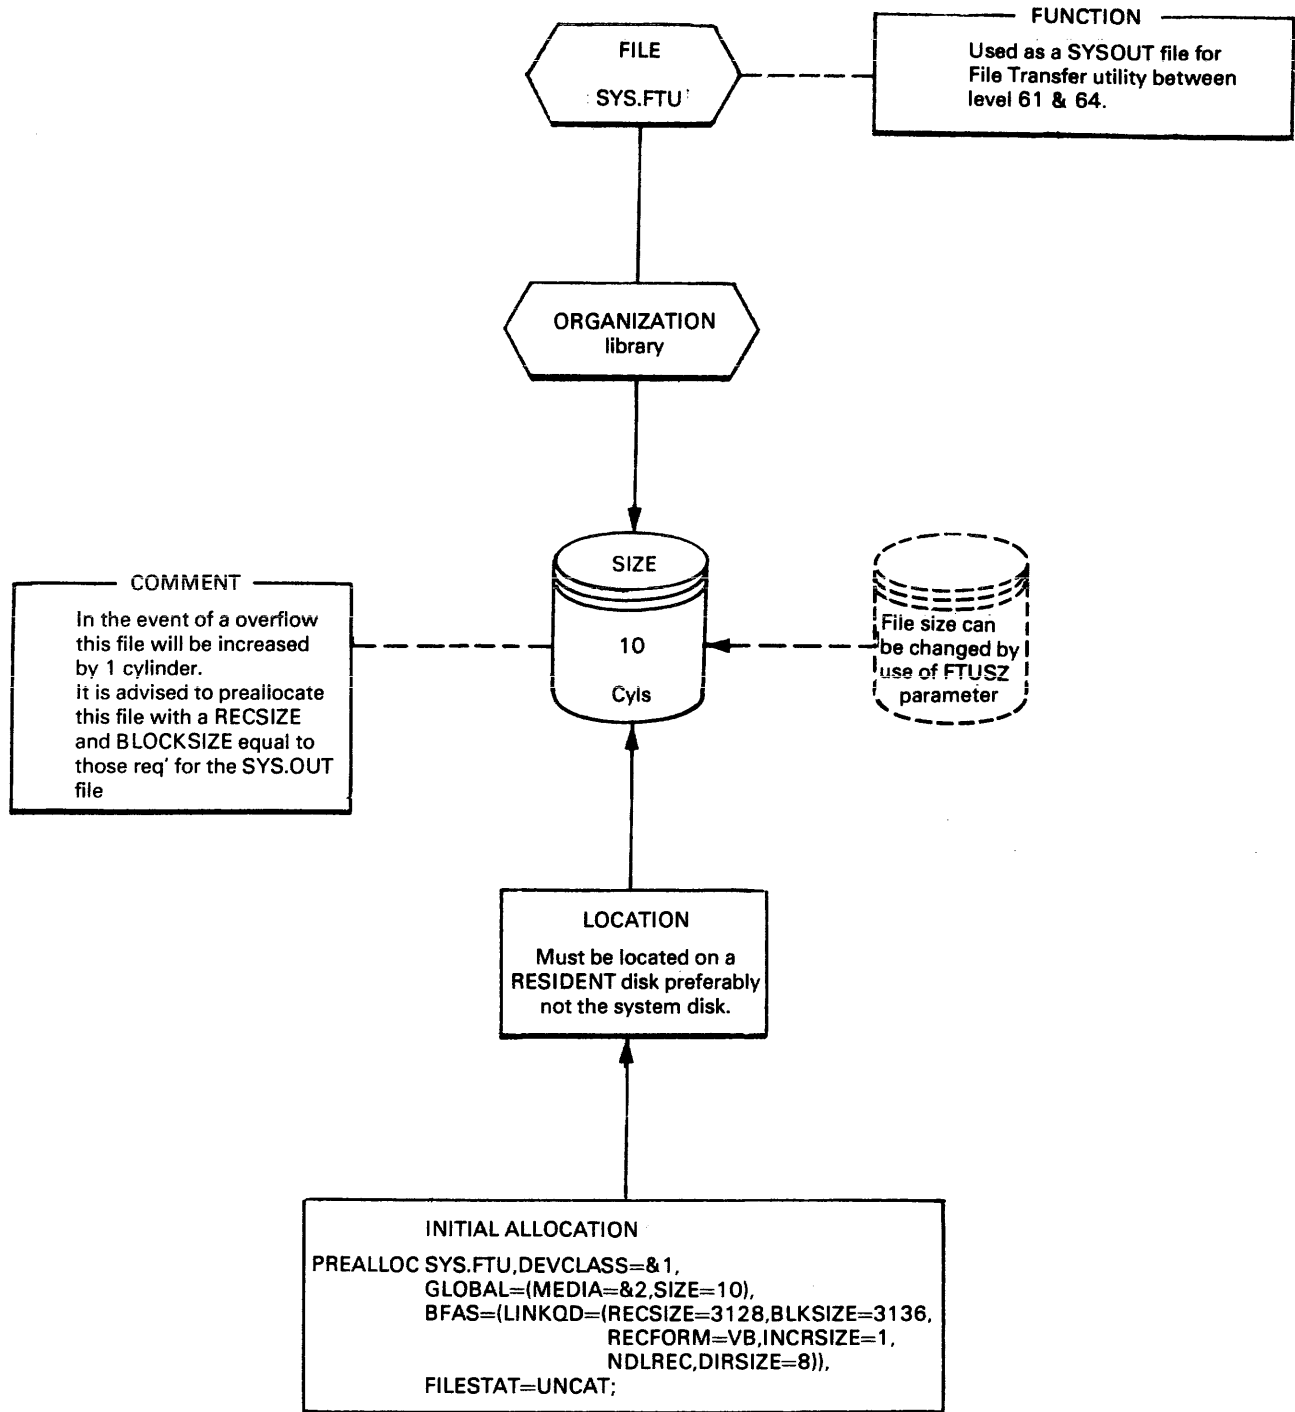 FILE
SYS.FTU
FUNCTION
Used as a SYSOUT file for
File Transfer utility between
level 61 & 64.
ORGANIZATION
library
SIZE
10
Cyls
COMMENT
In the event of a overflow
this file will be increased
by 1 cylinder.
It is advised to preallocate
this file with a RECSIZE
and BLOCKSIZE equal to
those req' for the SYS.OUT
file
File size can
be changed by
use of FTUSZ
parameter
LOCATION
Must be located on a
RESIDENT disk preferably
not the system disk.
INITIAL ALLOCATION
PREALLOC SYS.FTU,DEVCLASS=&1,
GLOBAL=(MEDIA=&2,SIZE=10),
BFAS=(LINKQD=(RECSIZE=3128,BLKSIZE=3136,
RECFORM=VB,INCRSIZE=1,
NDLREC,DIRSIZE=8)),
FILESTAT=UNCAT;